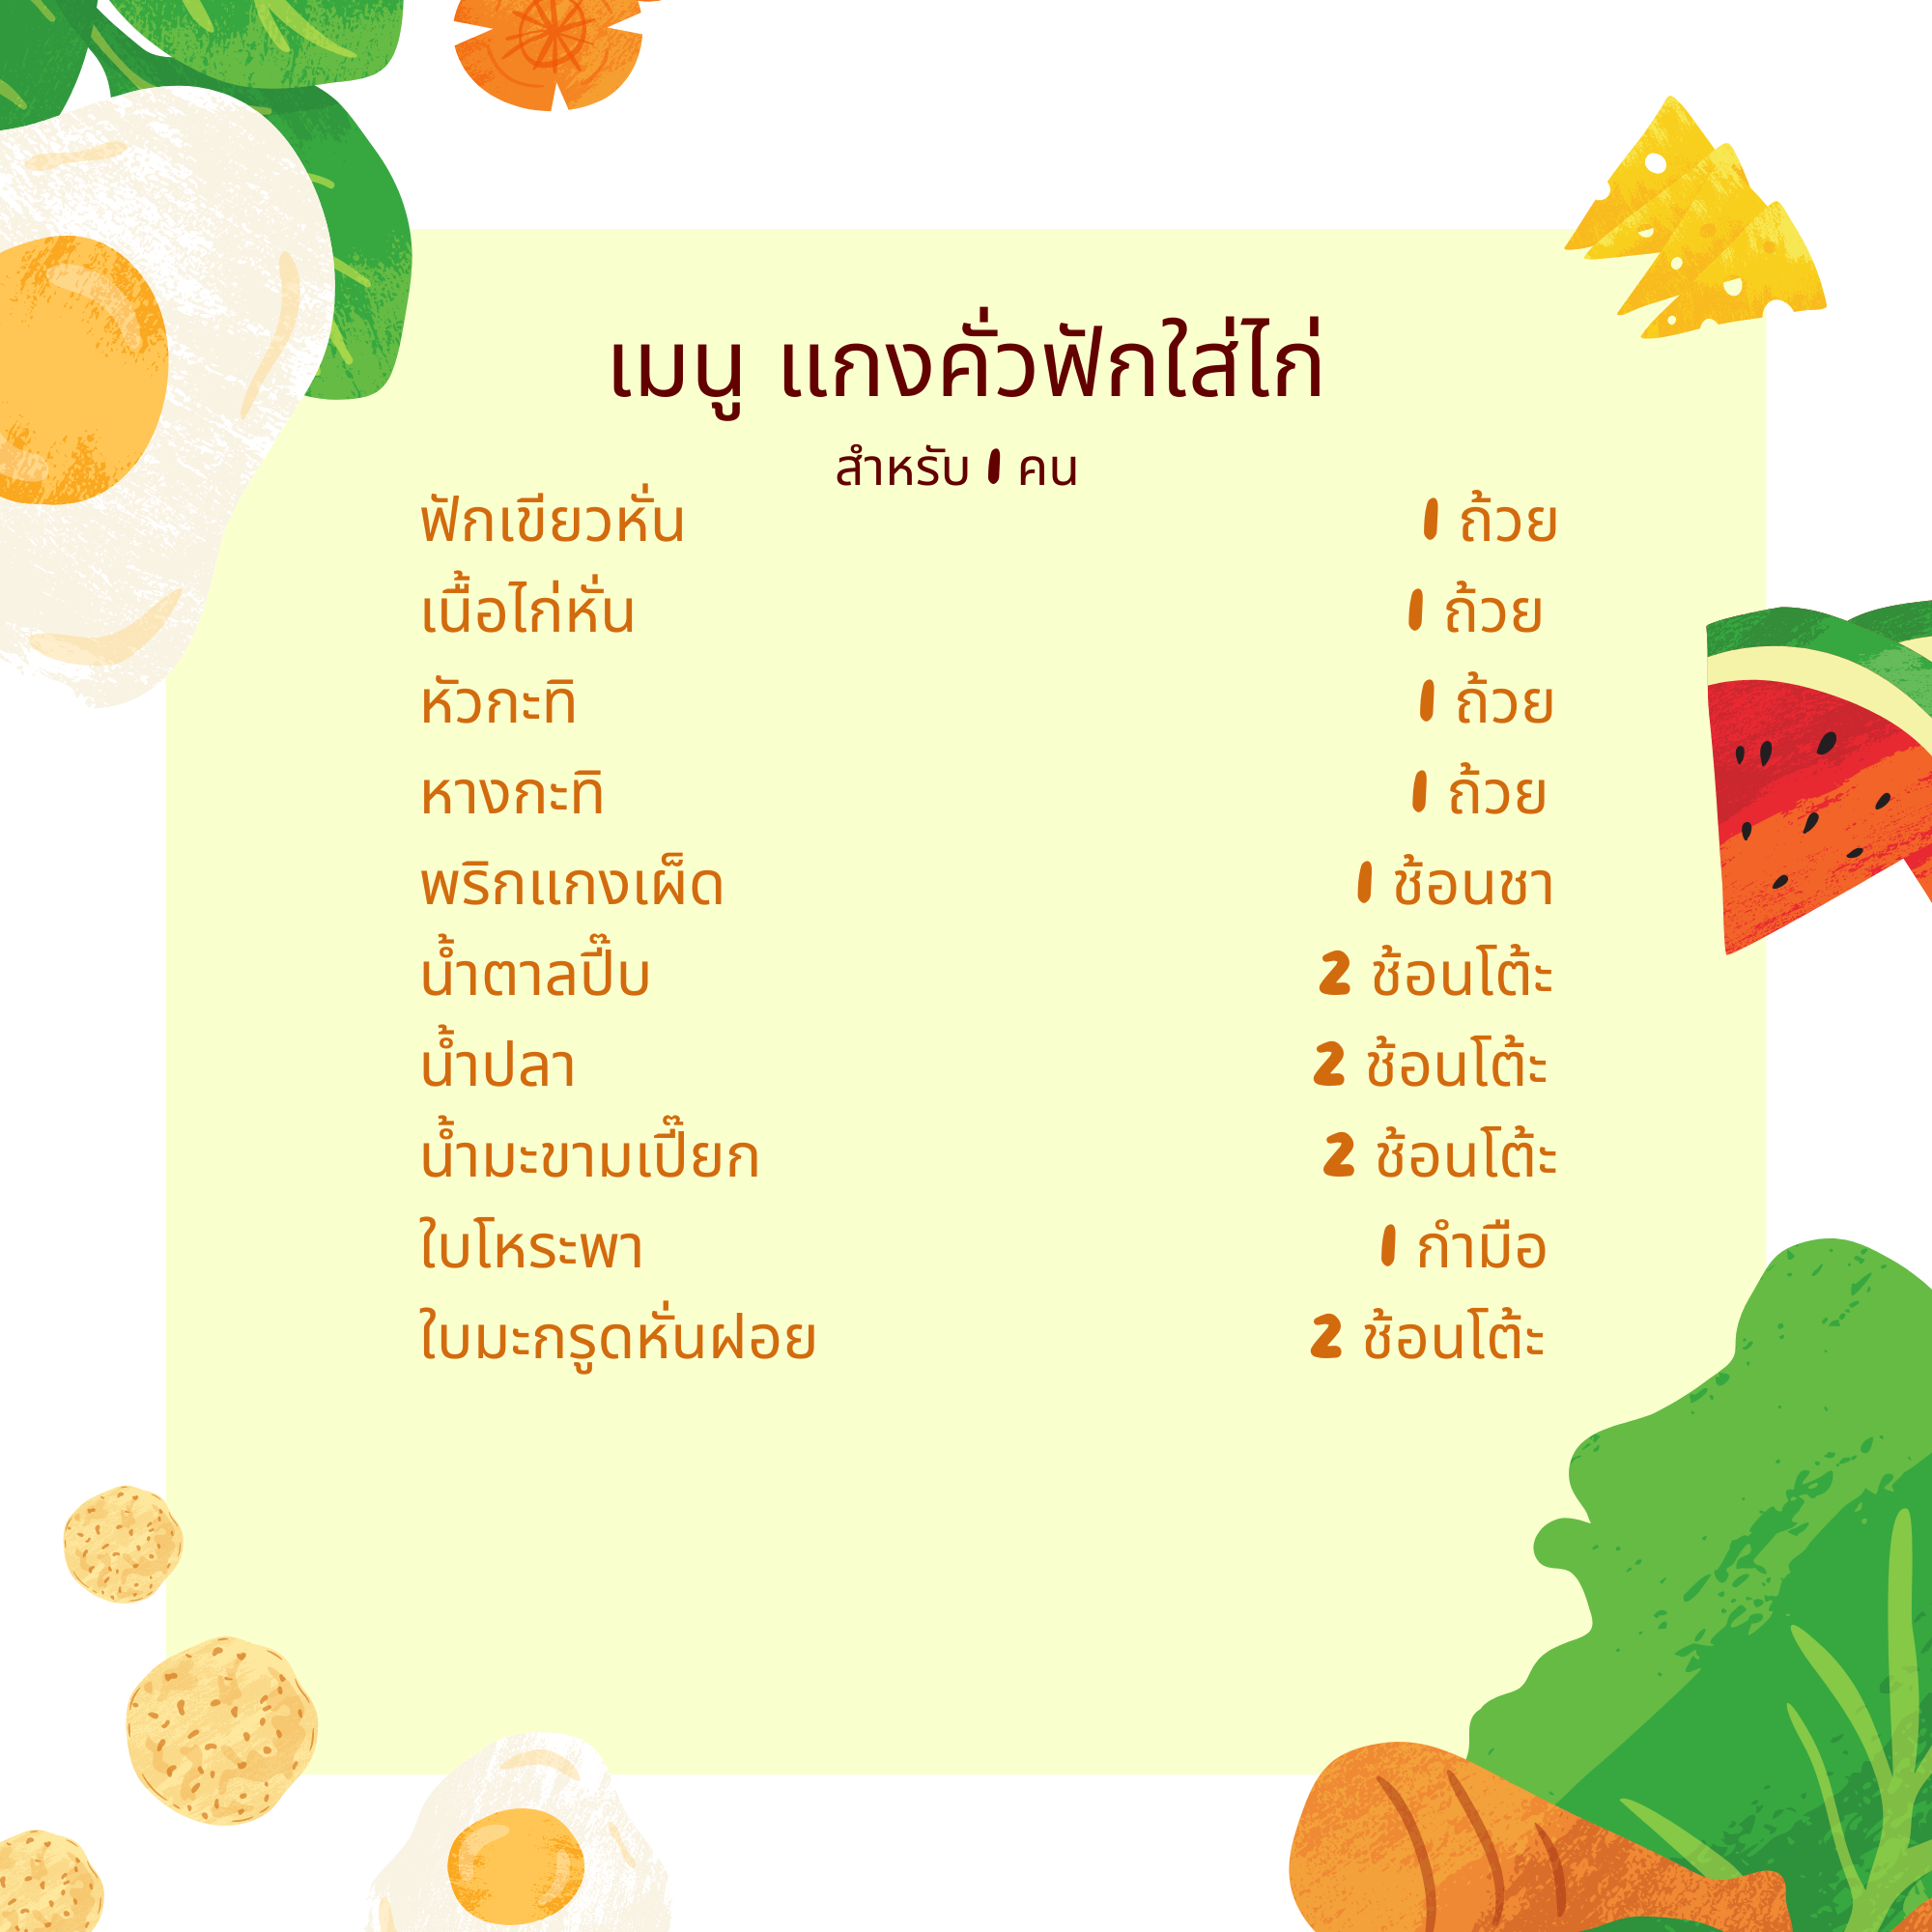 เมนู แกงคั่วฟักใส่ไก่
สำหรับ 1 คน
ฟักเขียวหั่น 1 ถ้วย
เนื้อไก่หั่น 1 ถ้วย
หัวกะทิ 1 ถ้วย
หางกะทิ 1 ถ้วย
พริกแกงเผ็ด 1 ช้อนชา
น้ำตาลปี๊บ 2 ช้อนโต้ะ
น้ำปลา 2 ช้อนโต้ะ
น้ำมะขามเปี๊ยก 2 ช้อนโต้ะ
ใบโหระพา 1 กำมือ
ใบมะกรูดหั่นฝอย 2 ช้อนโต้ะ